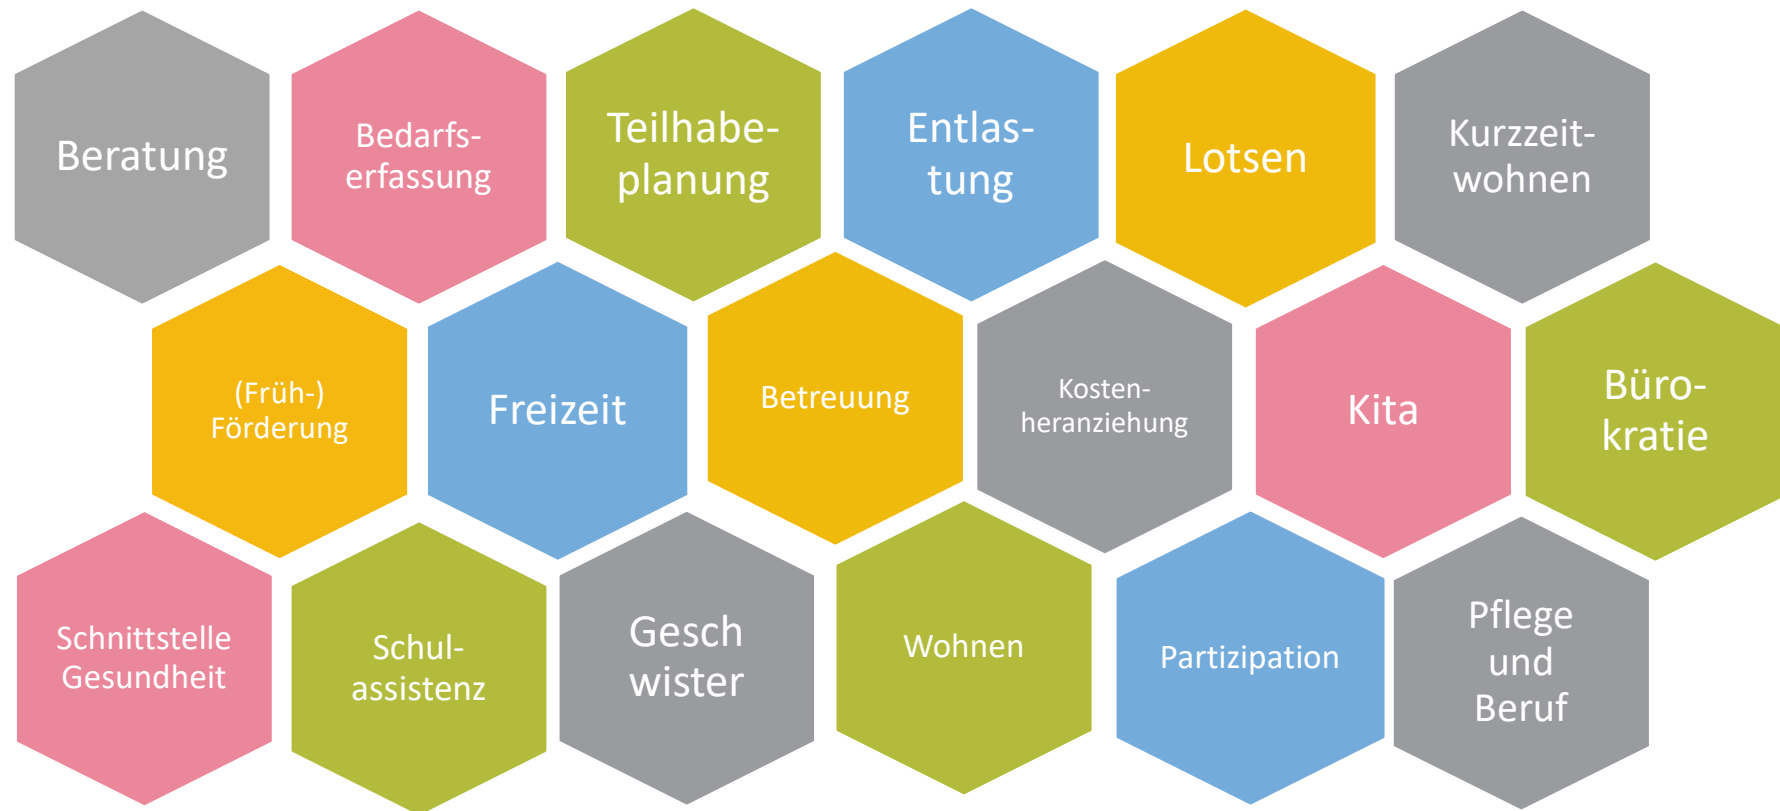 Beratung
Bedarfs-
erfassung
Teilhabe-
planung
Entlas-
tung
Lotsen
Kurzzeit-
wohnen
(Früh-)
Förderung
Freizeit
Betreuung
Kosten-
heranziehung
Kita
Büro-
kratie
Schnittstelle
Gesundheit
Schul-
assistenz
Gesch
wister
Wohnen
Partizipation
Pflege
und
Beruf